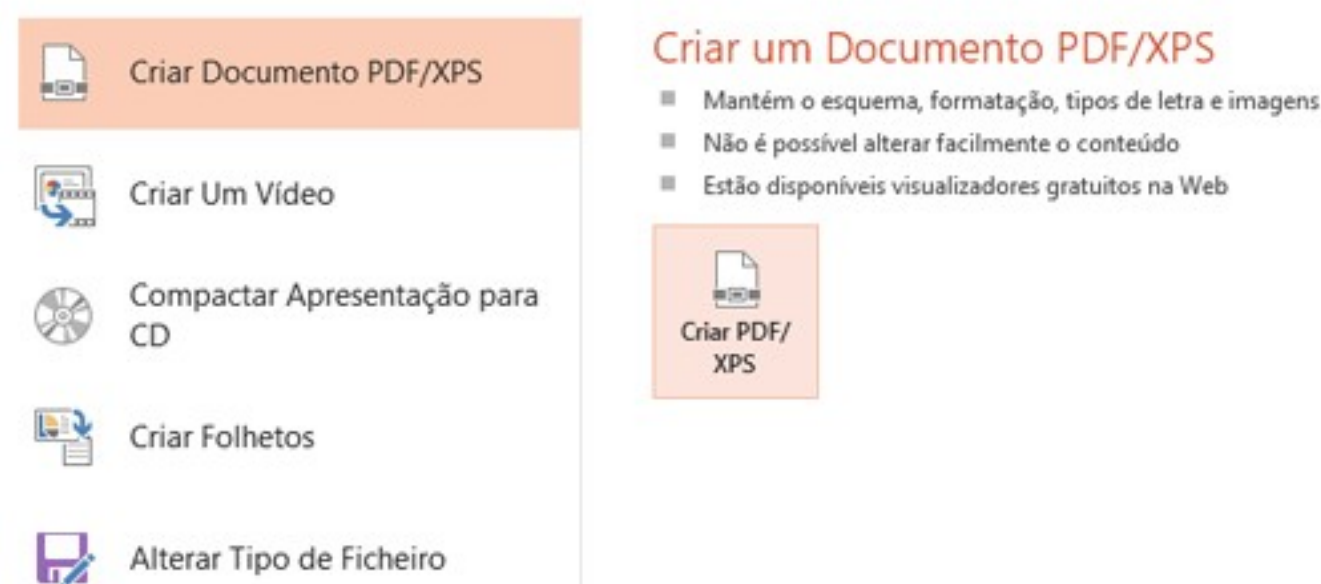 Criar Documento PDF/XPS
Criar Um Vídeo
Compactar Apresentação para
CD
Criar Folhetos
Alterar Tipo de Ficheiro
Criar um Documento PDF/XPS
Mantém o esquema, formatação, tipos de letra e imagens
Não é possível alterar facilmente o conteúdo
Estão disponíveis visualizadores gratuitos na Web
Criar PDF/
XPS